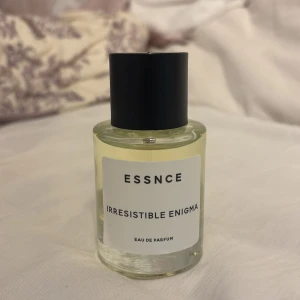 ESSNCE
IRRESISTIBLE ENIGMA
EAU DE PARFUM